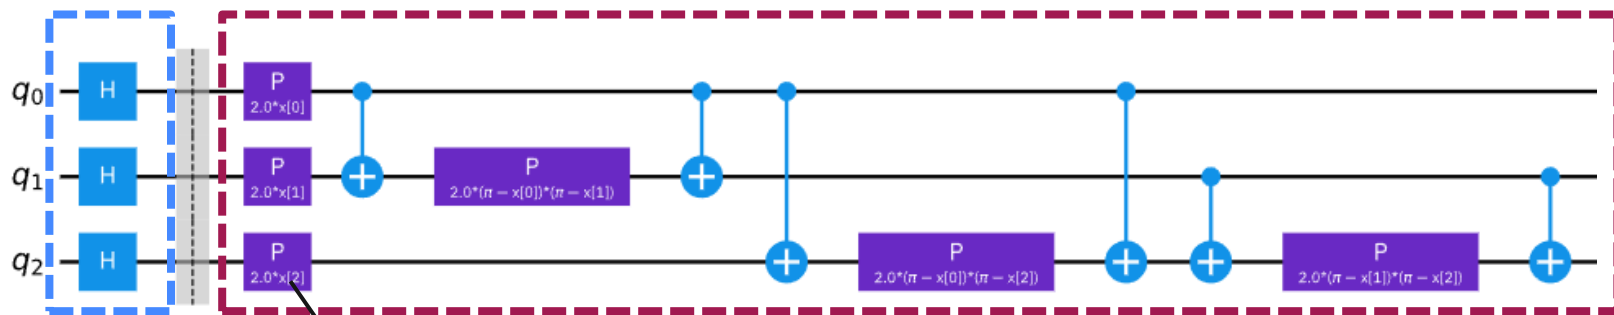 q0 H P 2.0*x[0]
q1 H P 2.0*x[1] P 2.0*(π − x[0])*(π − x[1])
q2 H P 2.0*x[2] P 2.0*(π − x[0])*(π − x[2]) P 2.0*(π − x[1])*(π − x[2])